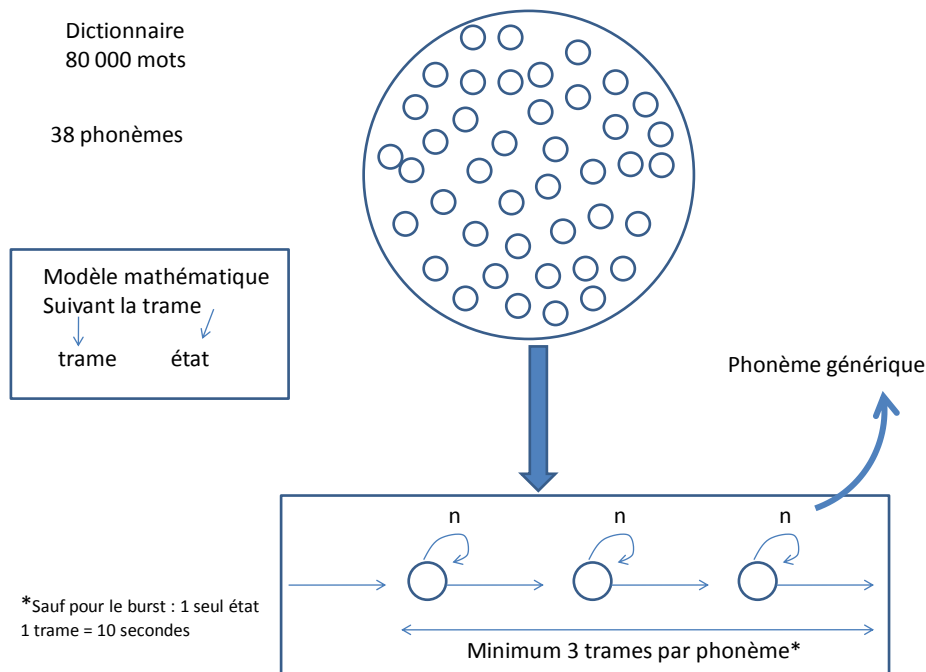 Dictionnaire
80 000 mots
38 phonèmes
Modèle mathématique
Suivant la trame
trame état
Phonème générique
n n n
*Sauf pour le burst : 1 seul état
1 trame = 10 secondes
Minimum 3 trames par phonème*